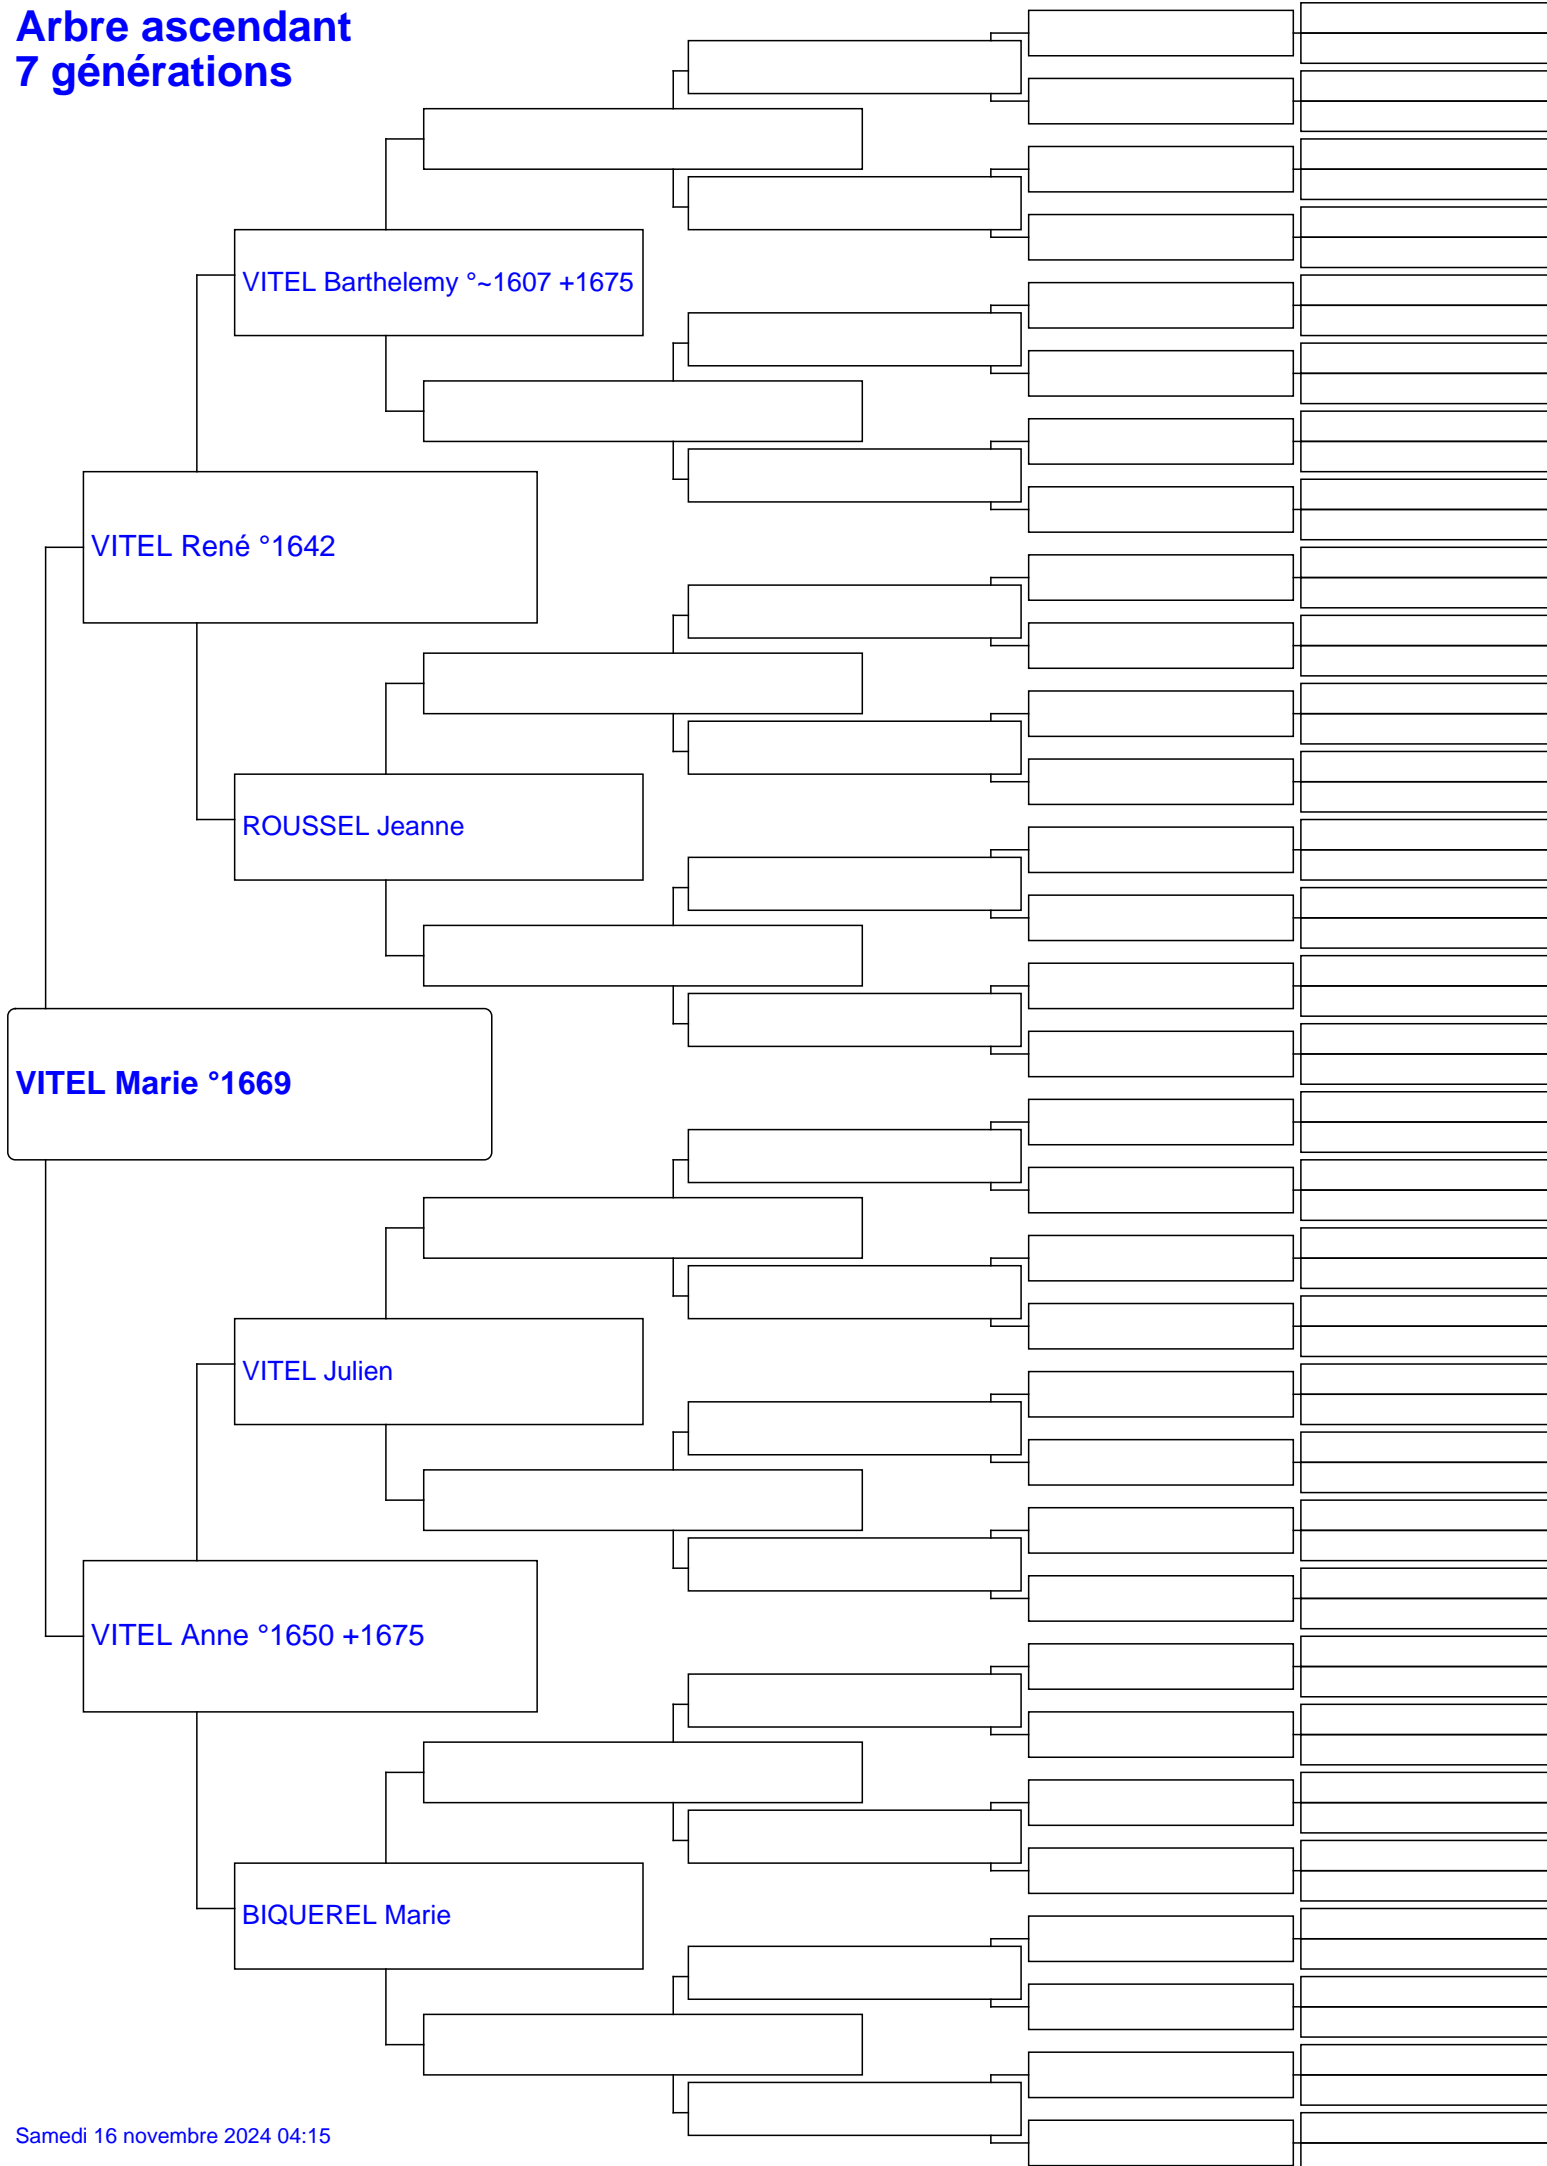 Arbre ascendant
7 générations
VITEL Barthelemy °~1607 +1675
VITEL René °1642
ROUSSEL Jeanne
VITEL Marie °1669
VITEL Julien
VITEL Anne °1650 +1675
BIQUEREL Marie
Samedi 16 novembre 2024 04:15